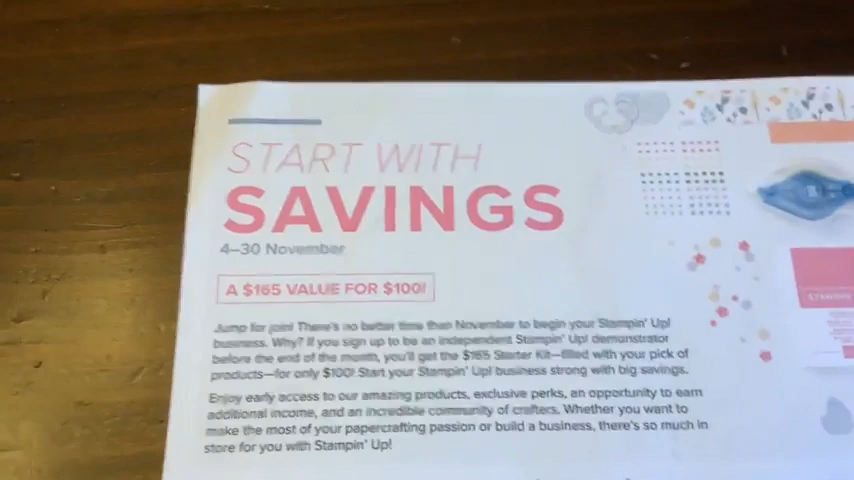 START WITH
SAVINGS
4–30 November
A $165 VALUE FOR $100!
Jump for join! There's no better time than November to begin your Stampin' Up!
business. Why? If you sign up to be an independent Stampin' Up! demonstrator
before the end of the month, you'll get the $165 Starter Kit—filled with your pick of
products—for only $100! Start your Stampin' Up! business strong with big savings.
Enjoy early access to our amazing products, exclusive perks, an opportunity to earn
additional income, and an incredible community of crafters. Whether you want to
make the most of your papercrafting passion or build a business, there's so much in
store for you with Stampin' Up!